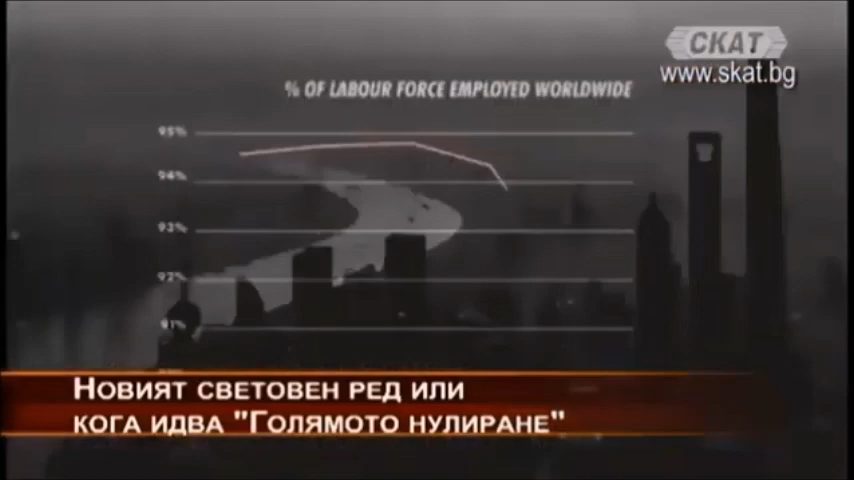 СКАТ
www.skat.bg
% OF LABOUR FORCE EMPLOYED WORLDWIDE
95%
94%
93%
92%
91%
Новият световен ред или
кога идва "Голямото нулиране"